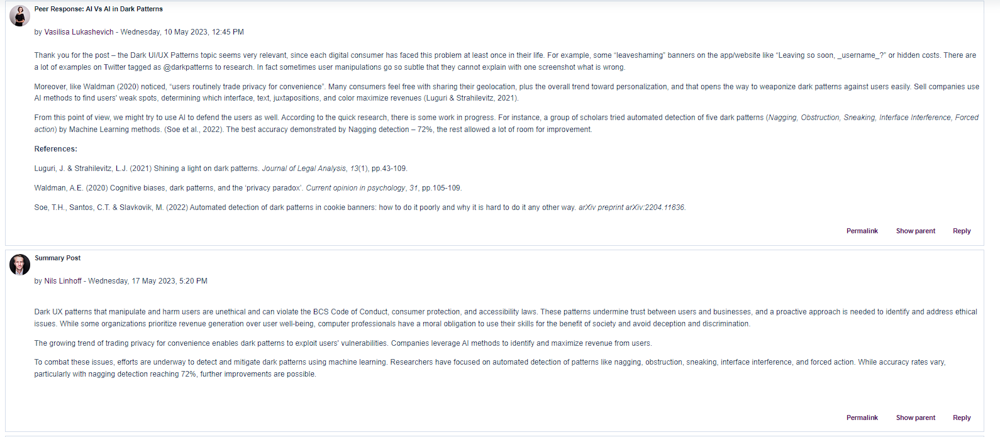 Peer Response: AI Vs AI in Dark Patterns
by Vasilisa Lukashevich - Wednesday, 10 May 2023, 12:45 PM
Thank you for the post – the Dark UI/UX Patterns topic seems very relevant, since each digital consumer has faced this problem at least once in their life. For example, some “leaveshaming” banners on the app/website like “Leaving so soon, _username_?” or hidden costs. There are
a lot of examples on Twitter tagged as @darkpatterns to research. In fact sometimes user manipulations go so subtle that they cannot explain with one screenshot what is wrong.
Moreover, like Waldman (2020) noticed, “users routinely trade privacy for convenience”. Many consumers feel free with sharing their geolocation, plus the overall trend toward personalization, and that opens the way to weaponize dark patterns against users easily. Sell companies use
AI methods to find users' weak spots, determining which interface, text, juxtapositions, and color maximize revenues (Luguri & Strahilevitz, 2021).
From this point of view, we might try to use AI to defend the users as well. According to the quick research, there is some work in progress. For instance, a group of scholars tried automated detection of five dark patterns (Nagging, Obstruction, Sneaking, Interface Interference, Forced
action) by Machine Learning methods. (Soe et al., 2022). The best accuracy demonstrated by Nagging detection – 72%, the rest allowed a lot of room for improvement.
References:
Luguri, J. & Strahilevitz, L.J. (2021) Shining a light on dark patterns. Journal of Legal Analysis, 13(1), pp.43-109.
Waldman, A.E. (2020) Cognitive biases, dark patterns, and the ‘privacy paradox’. Current opinion in psychology, 31, pp.105-109.
Soe, T.H., Santos, C.T. & Slavkovik, M. (2022) Automated detection of dark patterns in cookie banners: how to do it poorly and why it is hard to do it any other way. arXiv preprint arXiv:2204.11836.
Permalink Show parent Reply
Summary Post
by Nils Linhoff - Wednesday, 17 May 2023, 5:20 PM
Dark UX patterns that manipulate and harm users are unethical and can violate the BCS Code of Conduct, consumer protection, and accessibility laws. These patterns undermine trust between users and businesses, and a proactive approach is needed to identify and address ethical
issues. While some organizations prioritize revenue generation over user well-being, computer professionals have a moral obligation to use their skills for the benefit of society and avoid deception and discrimination.
The growing trend of trading privacy for convenience enables dark patterns to exploit users' vulnerabilities. Companies leverage AI methods to identify and maximize revenue from users.
To combat these issues, efforts are underway to detect and mitigate dark patterns using machine learning. Researchers have focused on automated detection of patterns like nagging, obstruction, sneaking, interface interference, and forced action. While accuracy rates vary,
particularly with nagging detection reaching 72%, further improvements are possible.
Permalink Show parent Reply